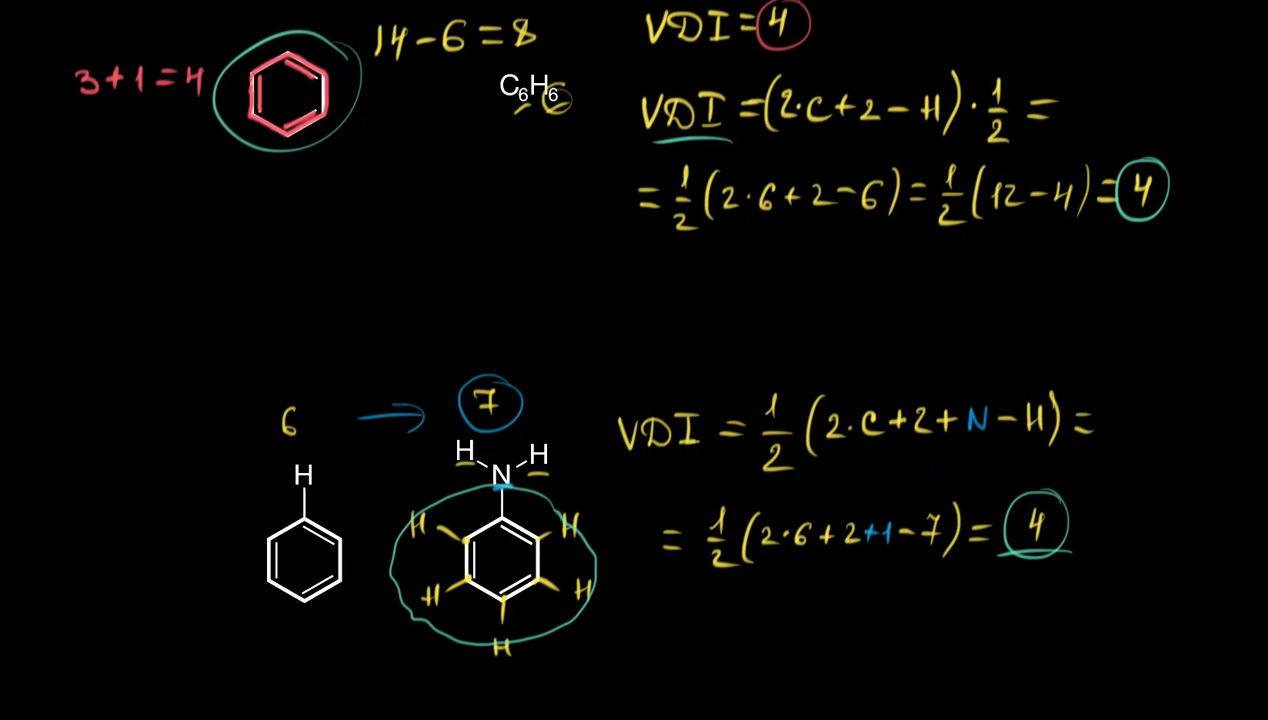 14-6=8
VDI=4
3+1=4
C₆H₆
VDI=(2·C+2-H)·1/2=
=1/2(2·6+2-6)=1/2(12-4)=4
6 → 7
VDI=1/2(2·C+2+N-H)=
H H
H N
=1/2(2·6+2+1-7)=4
H H
H H
H